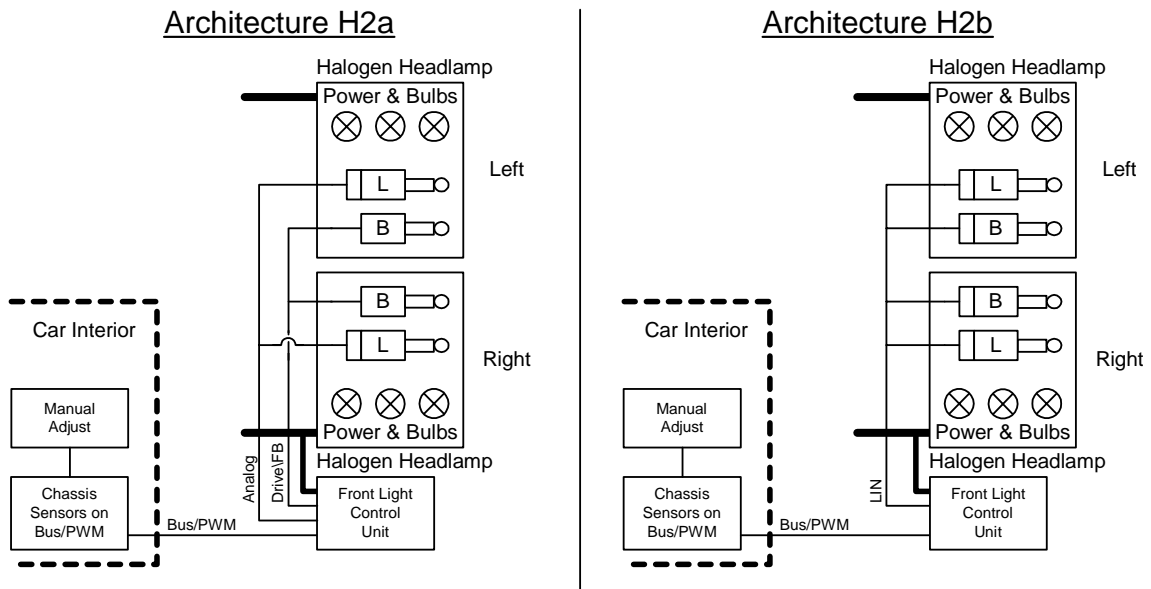 Architecture H2a
Halogen Headlamp
Power & Bulbs
Left
L
B
B
L
Right
Power & Bulbs
Halogen Headlamp
Car Interior
Manual
Adjust
Chassis
Sensors on
Bus/PWM
Bus/PWM
Analog
Drive\FB
Front Light
Control
Unit
Architecture H2b
Halogen Headlamp
Power & Bulbs
Left
L
B
B
L
Right
Power & Bulbs
Halogen Headlamp
Car Interior
Manual
Adjust
Chassis
Sensors on
Bus/PWM
Bus/PWM
LIN
Front Light
Control
Unit